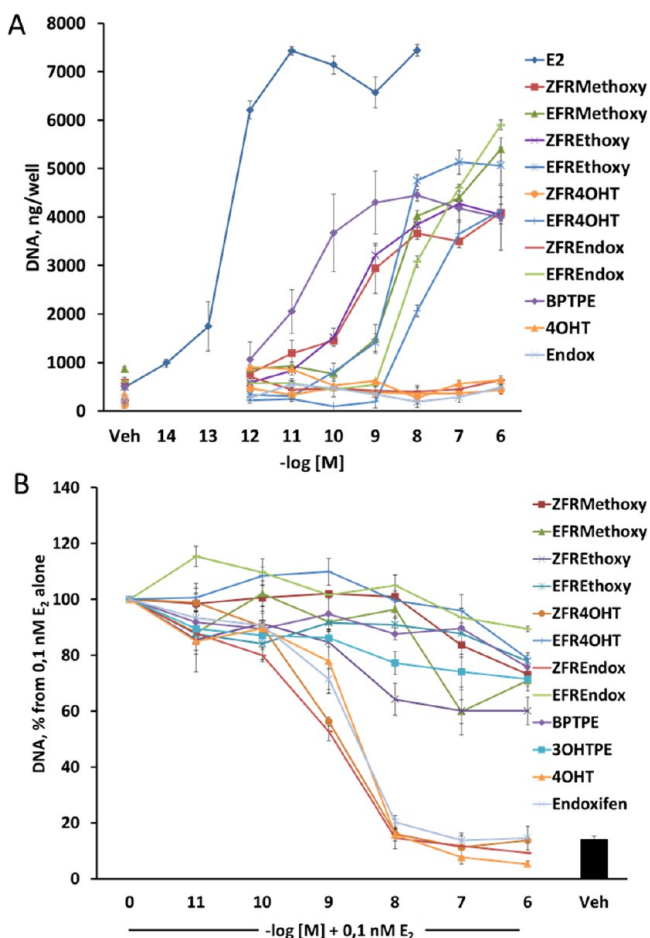 A
8000
7000
6000
5000
4000
3000
2000
1000
0
DNA, ng/well
Veh 14 13 12 11 10 9 8 7 6
-log [M]
E2
ZFRMethoxy
EFRMethoxy
ZFREthoxy
EFREthoxy
ZFR4OHT
EFR4OHT
ZFREndox
EFREndox
BPTPE
4OHT
Endox
B
140
120
100
80
60
40
20
0
DNA, % from 0,1 nM E2 alone
0 11 10 9 8 7 6 Veh
-log [M] + 0,1 nM E2
ZFRMethoxy
EFRMethoxy
ZFREthoxy
EFREthoxy
ZFR4OHT
EFR4OHT
ZFREndox
EFREndox
BPTPE
3OHTPE
4OHT
Endoxifen